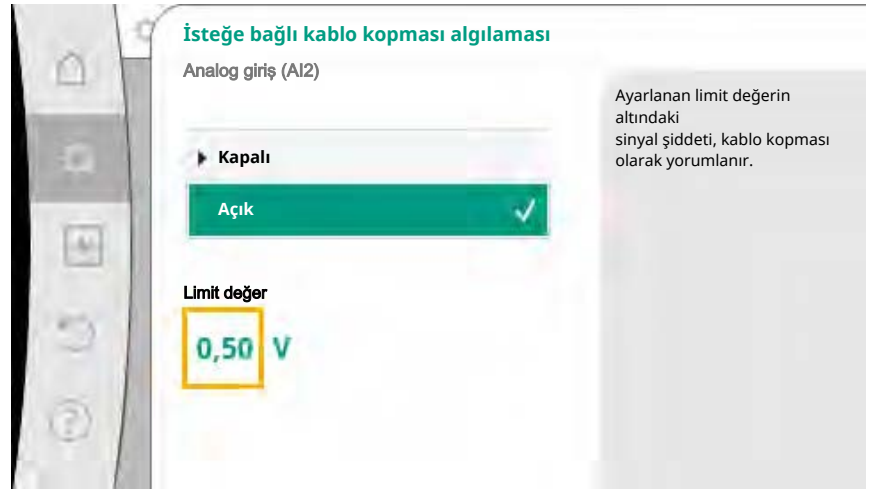 İsteğe bağlı kablo kopması algılaması
Analog giriş (AI2)
Kapalı
Açık
Limit değer
0,50 V
Ayarlanan limit değerin
altındaki
sinyal şiddeti, kablo kopması
olarak yorumlanır.